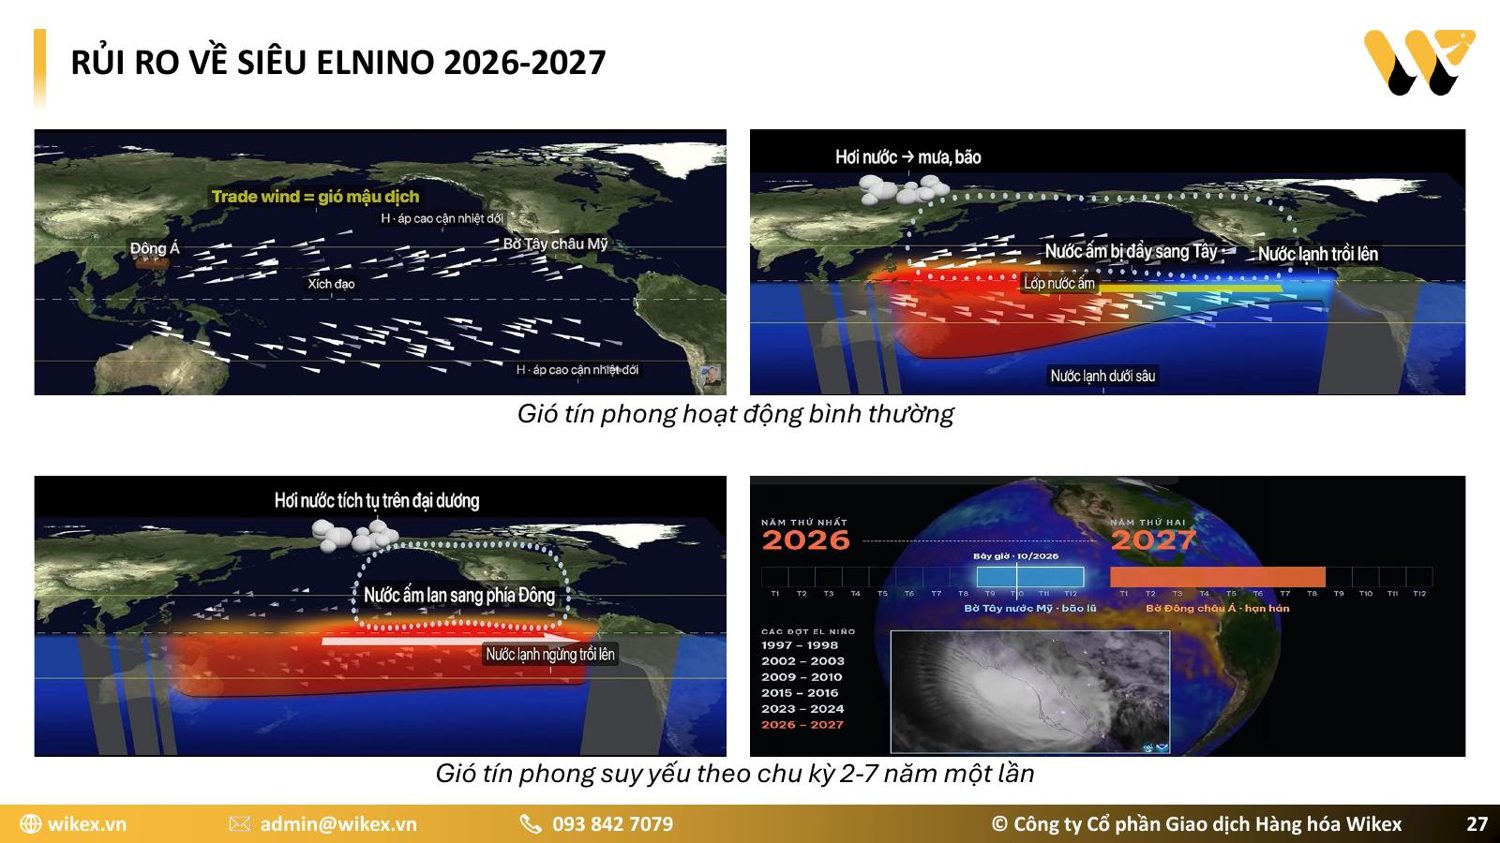 RỦI RO VỀ SIÊU ELNINO 2026-2027
Trade wind = gió mậu dịch
H · áp cao cận nhiệt đới
Đông Á
Bờ Tây châu Mỹ
Xích đạo
H · áp cao cận nhiệt đới
Hơi nước → mưa, bão
Nước ấm bị đẩy sang Tây
Nước lạnh trồi lên
Lớp nước ấm
Nước lạnh dưới sâu
Gió tín phong hoạt động bình thường
Hơi nước tích tụ trên đại dương
Nước ấm lan sang phía Đông
Nước lạnh ngừng trồi lên
NĂM THỨ NHẤT
2026
NĂM THỨ HAI
2027
Bây giờ · 10/2026
T1 T2 T3 T4 T5 T6 T7 T8 T9 T10 T11 T12
T1 T2 T3 T4 T5 T6 T7 T8 T9 T10 T11 T12
Bờ Tây nước Mỹ · bão lũ
Bờ Đông châu Á · hạn hán
CÁC ĐỢT EL NIÑO
1997 – 1998
2002 – 2003
2009 – 2010
2015 – 2016
2023 – 2024
2026 – 2027
Gió tín phong suy yếu theo chu kỳ 2-7 năm một lần
wikex.vn
admin@wikex.vn
093 842 7079
© Công ty Cổ phần Giao dịch Hàng hóa Wikex
27